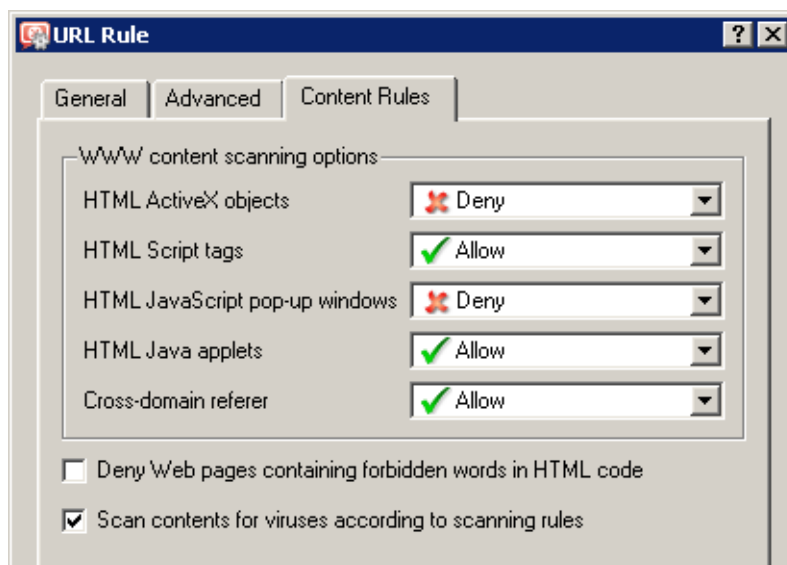 URL Rule
General Advanced Content Rules
WWW content scanning options
HTML ActiveX objects Deny
HTML Script tags Allow
HTML JavaScript pop-up windows Deny
HTML Java applets Allow
Cross-domain referer Allow
Deny Web pages containing forbidden words in HTML code
Scan contents for viruses according to scanning rules